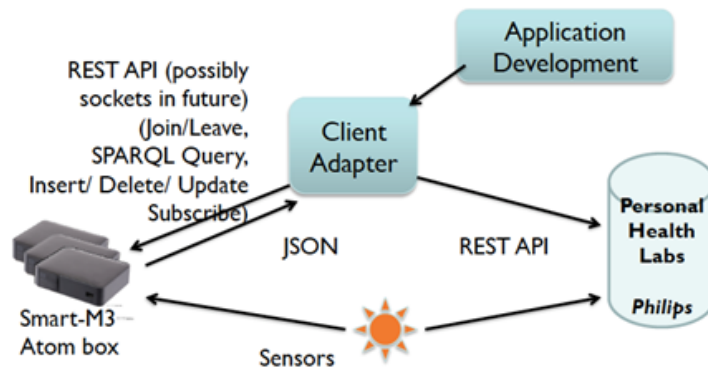 Application
Development
REST API (possibly
sockets in future)
(Join/Leave,
SPARQL Query,
Insert/ Delete/ Update
Subscribe)
Client
Adapter
JSON
REST API
Personal
Health
Labs
Philips
Smart-M3
Atom box
Sensors